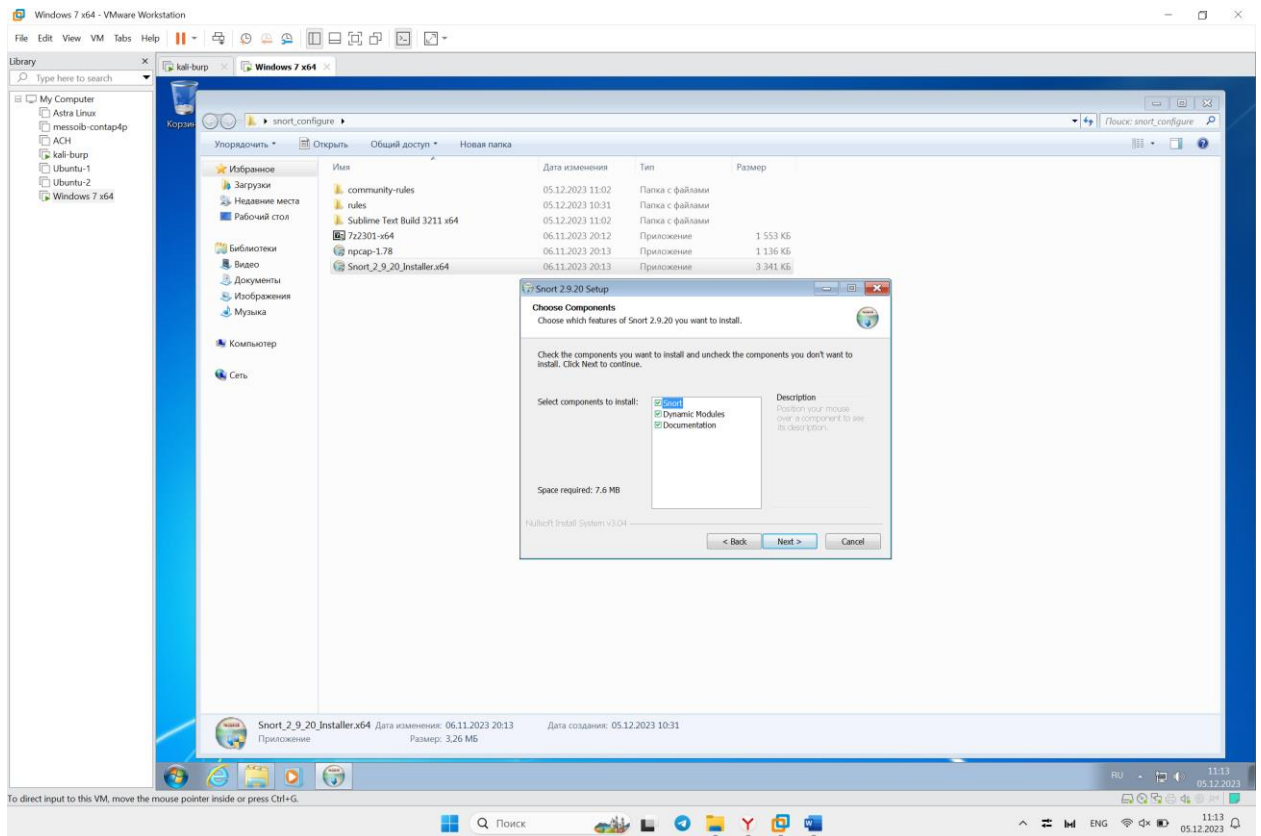 Windows 7 x64 - VMware Workstation
File Edit View VM Tabs Help
Library
kali-burp
Windows 7 x64
Type here to search
My Computer
Astra Linux
messoib-contap4p
ACH
kali-burp
Ubuntu-1
Ubuntu-2
Windows 7 x64
snort_configure
Поиск: snort_configure
Упорядочить
Открыть
Общий доступ
Новая папка
Избранное
Загрузки
Недавние места
Рабочий стол
Библиотеки
Видео
Документы
Изображения
Музыка
Компьютер
Сеть
Имя Дата изменения Тип Размер
community-rules 05.12.2023 11:02 Папка с файлами
rules 05.12.2023 10:31 Папка с файлами
Sublime Text Build 3211 x64 05.12.2023 11:02 Папка с файлами
7z2301-x64 06.11.2023 20:12 Приложение 1 553 КБ
npcap-1.78 06.11.2023 20:13 Приложение 1 136 КБ
Snort_2_9_20_Installer.x64 06.11.2023 20:13 Приложение 3 341 КБ
Snort 2.9.20 Setup
Choose Components
Choose which features of Snort 2.9.20 you want to install.
Check the components you want to install and uncheck the components you don't want to
install. Click Next to continue.
Select components to install:
Snort
Dynamic Modules
Documentation
Description
Position your mouse
over a component to see
its description.
Space required: 7.6 MB
Nullsoft Install System v3.04
< Back Next > Cancel
Snort_2_9_20_Installer.x64 Дата изменения: 06.11.2023 20:13 Дата создания: 05.12.2023 10:31
Приложение Размер: 3,26 МБ
RU
11:13
05.12.2023
To direct input to this VM, move the mouse pointer inside or press Ctrl+G.
Поиск
ENG
11:13
05.12.2023